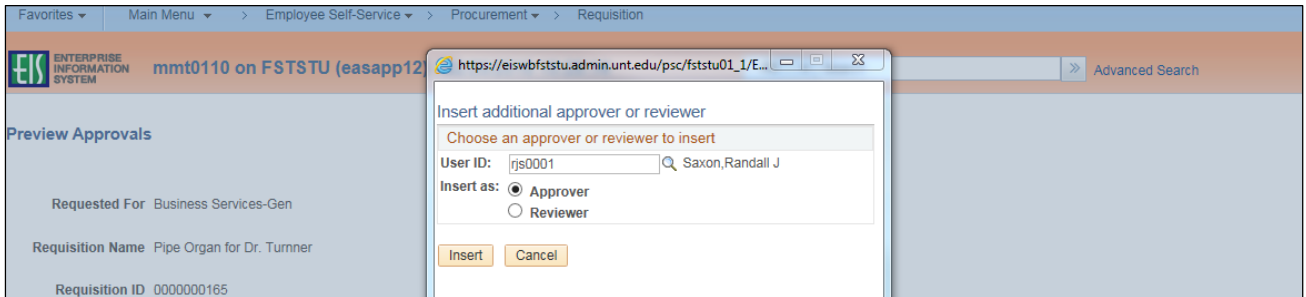 Favorites Main Menu > Employee Self-Service > Procurement > Requisition
EIS ENTERPRISE INFORMATION SYSTEM
mmt0110 on FSTSTU (easapp12)
» Advanced Search
Preview Approvals
Requested For Business Services-Gen
Requisition Name Pipe Organ for Dr. Turnner
Requisition ID 0000000165
https://eiswbfststu.admin.unt.edu/psc/fststu01_1/E...
Insert additional approver or reviewer
Choose an approver or reviewer to insert
User ID: rjs0001 Saxon,Randall J
Insert as: Approver
Reviewer
Insert Cancel